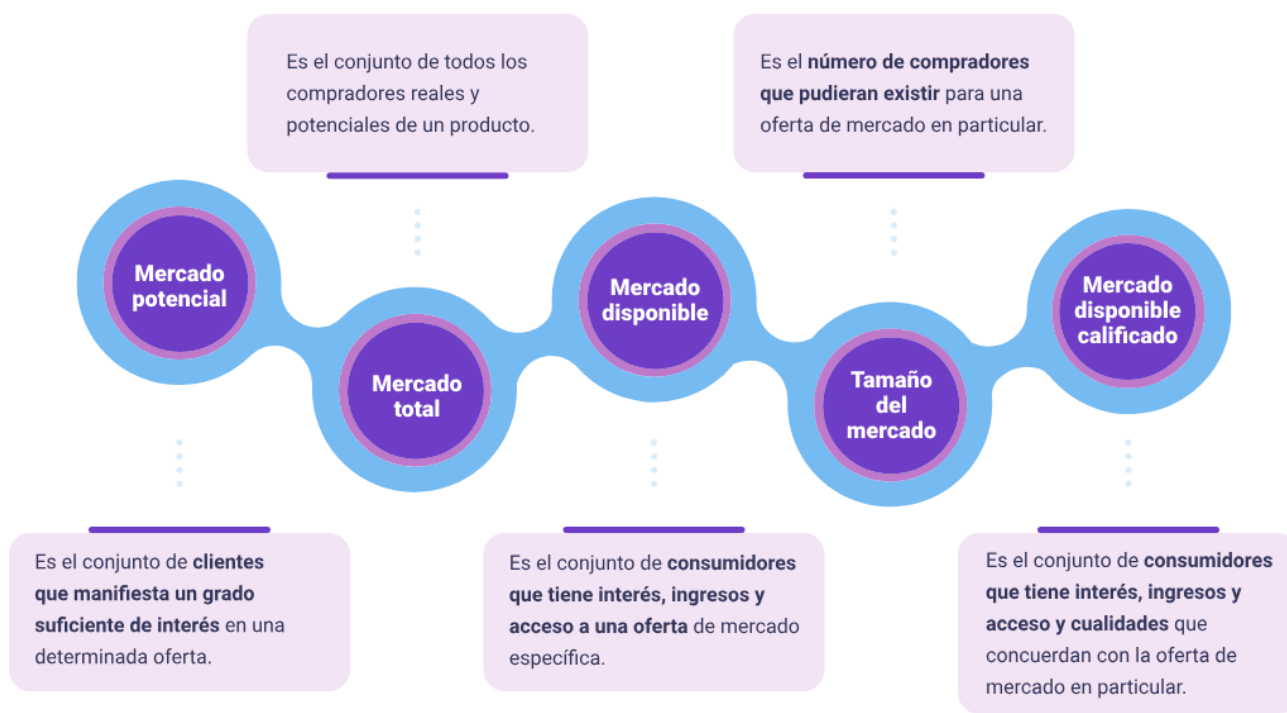 Es el conjunto de todos los
compradores reales y
potenciales de un producto.
Es el número de compradores
que pudieran existir para una
oferta de mercado en particular.
Mercado
potencial
Mercado
total
Mercado
disponible
Tamaño
del
mercado
Mercado
disponible
calificado
Es el conjunto de clientes
que manifiesta un grado
suficiente de interés en una
determinada oferta.
Es el conjunto de consumidores
que tiene interés, ingresos y
acceso a una oferta de mercado
específica.
Es el conjunto de consumidores
que tiene interés, ingresos y
acceso y cualidades que
concuerdan con la oferta de
mercado en particular.